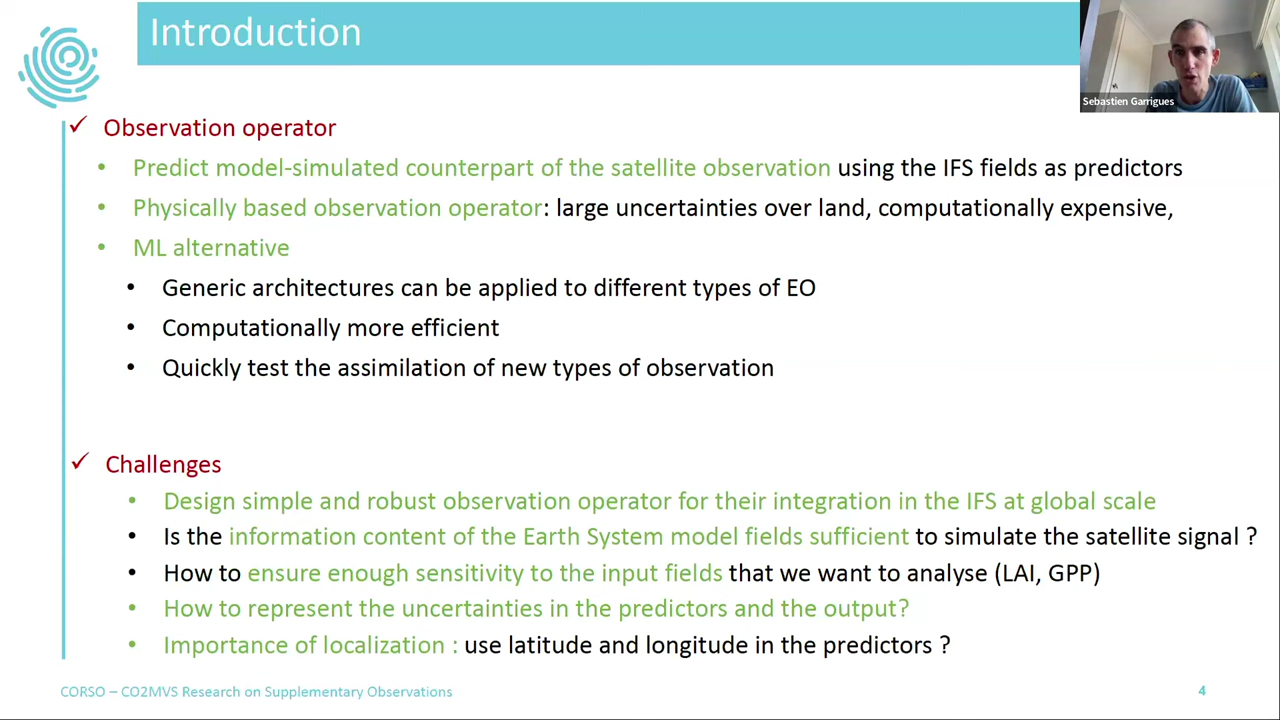 Introduction
Sebastien Garrigues
✓ Observation operator
• Predict model-simulated counterpart of the satellite observation using the IFS fields as predictors
• Physically based observation operator: large uncertainties over land, computationally expensive,
• ML alternative
• Generic architectures can be applied to different types of EO
• Computationally more efficient
• Quickly test the assimilation of new types of observation
✓ Challenges
• Design simple and robust observation operator for their integration in the IFS at global scale
• Is the information content of the Earth System model fields sufficient to simulate the satellite signal ?
• How to ensure enough sensitivity to the input fields that we want to analyse (LAI, GPP)
• How to represent the uncertainties in the predictors and the output?
• Importance of localization : use latitude and longitude in the predictors ?
CORSO – CO2MVS Research on Supplementary Observations
4